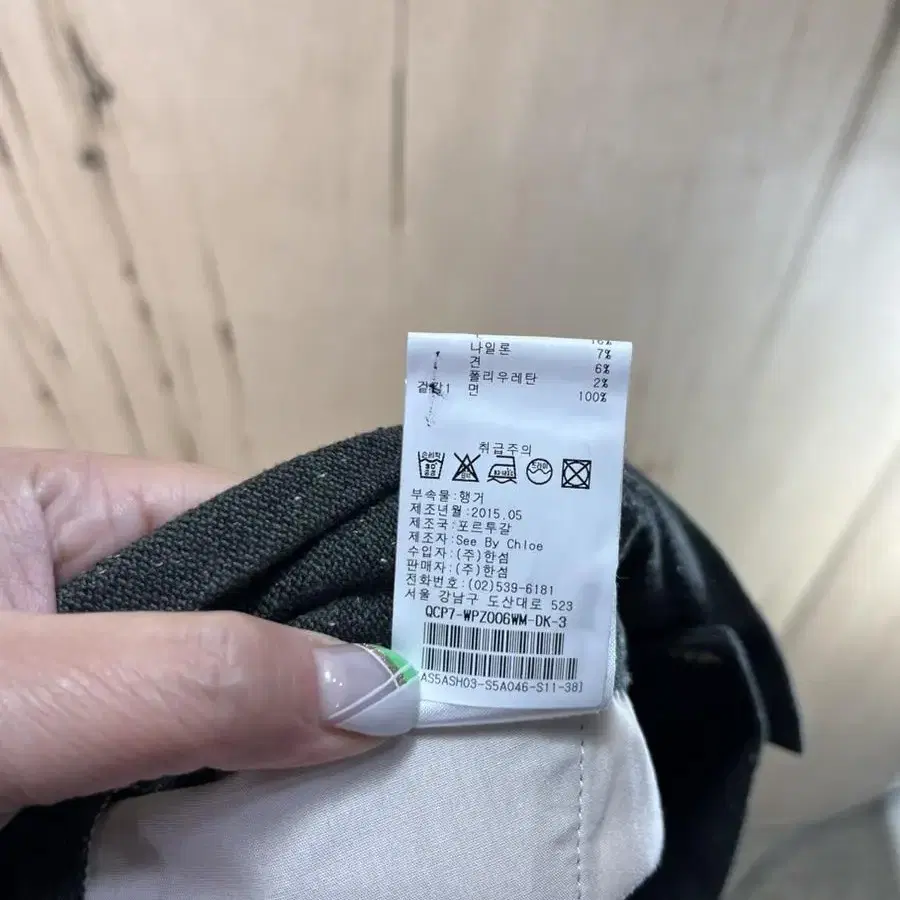 나일론 7%
견 6%
폴리우레탄 2%
겉감1 면 100%
취급주의
부속물:행거
제조년월:2015.05
제조국:포르투갈
제조자:See By Chloe
수입자:(주)한섬
판매자:(주)한섬
전화번호:(02)539-6181
서울 강남구 도산대로 523
QCP7-WPZ006WM-DK-3
AS5ASH03-S5A046-S11-38]